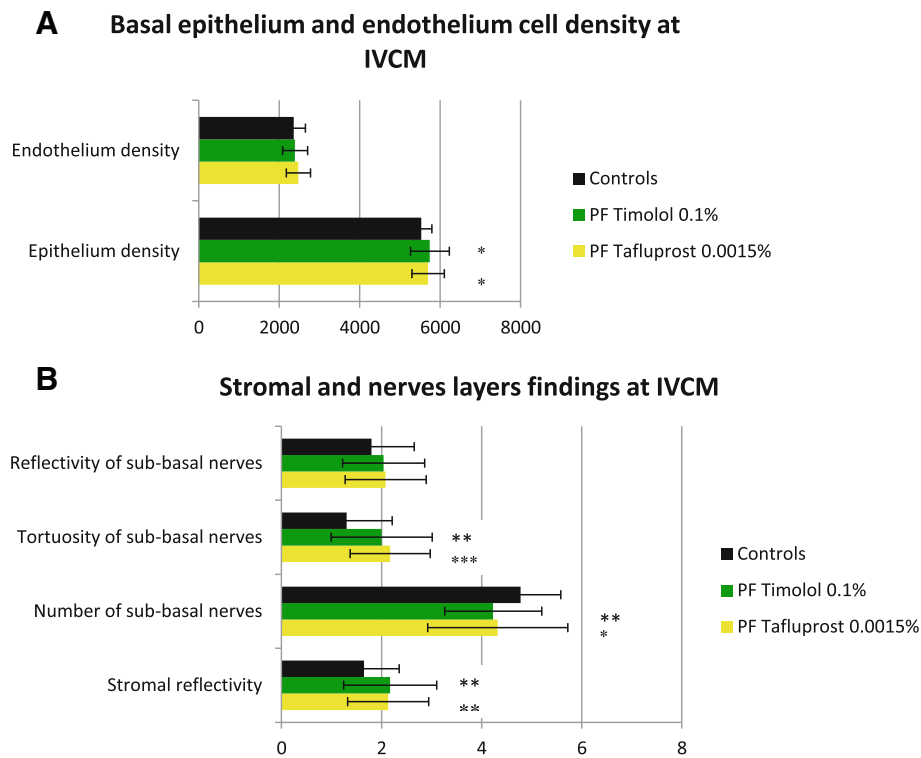 A
Basal epithelium and endothelium cell density at
IVCM
Endothelium density
Epithelium density
*
*
0 2000 4000 6000 8000
Controls
PF Timolol 0.1%
PF Tafluprost 0.0015%
B
Stromal and nerves layers findings at IVCM
Reflectivity of sub-basal nerves
Tortuosity of sub-basal nerves
**
***
Number of sub-basal nerves
**
*
Stromal reflectivity
**
**
0 2 4 6 8
Controls
PF Timolol 0.1%
PF Tafluprost 0.0015%